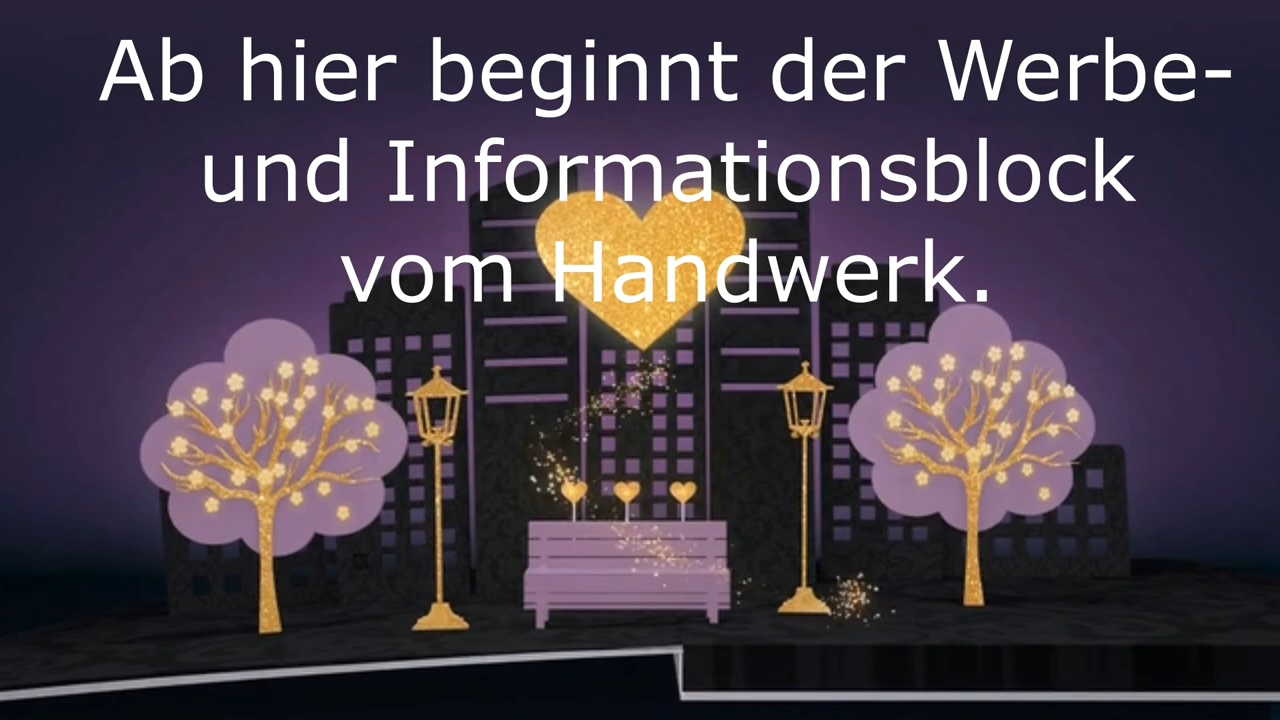 Ab hier beginnt der Werbe-
und Informationsblock
vom Handwerk.